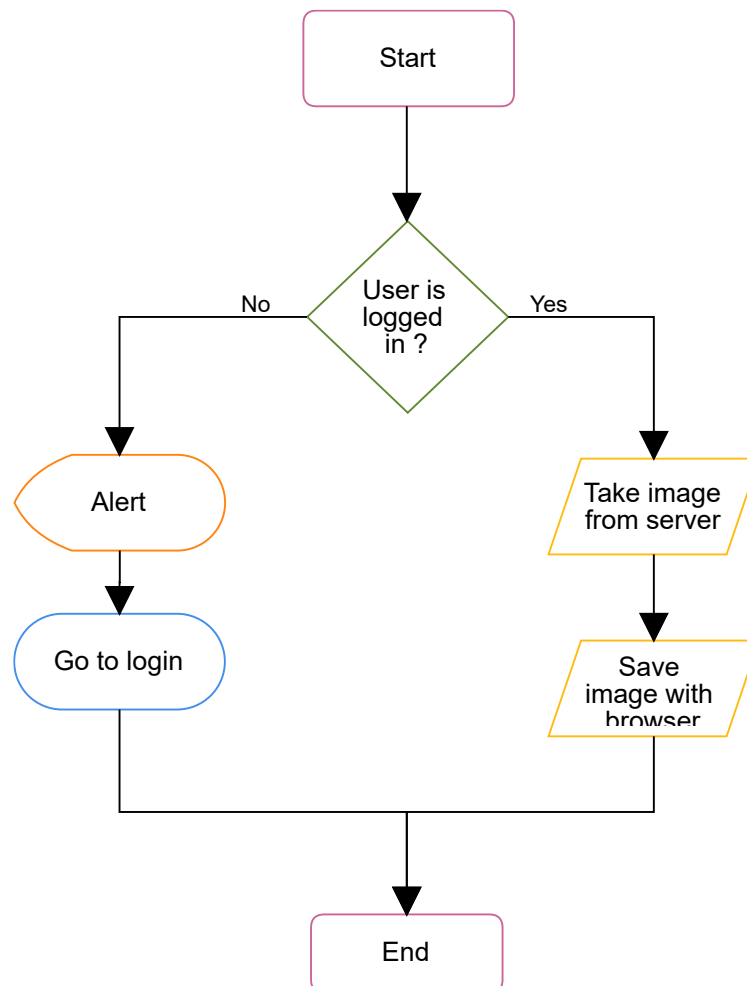 Start
User is
logged
in ?
No
Yes
Alert
Take image
from server
Go to login
Save
image with
browser
End